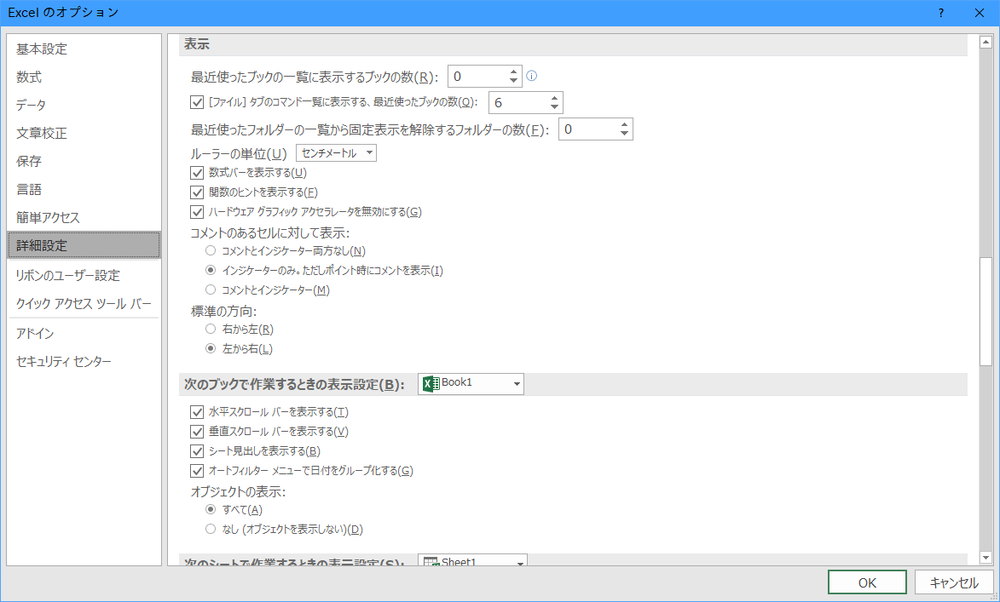 Excel のオプション
?
基本設定
数式
データ
文章校正
保存
言語
簡単アクセス
詳細設定
リボンのユーザー設定
クイック アクセス ツール バー
アドイン
セキュリティ センター
表示
最近使ったブックの一覧に表示するブックの数(R): 0
[ファイル] タブのコマンド一覧に表示する、最近使ったブックの数(Q): 6
最近使ったフォルダーの一覧から固定表示を解除するフォルダーの数(F): 0
ルーラーの単位(U) センチメートル
数式バーを表示する(U)
関数のヒントを表示する(F)
ハードウェア グラフィック アクセラレータを無効にする(G)
コメントのあるセルに対して表示:
コメントとインジケーター両方なし(N)
インジケーターのみ。ただしポイント時にコメントを表示(I)
コメントとインジケーター(M)
標準の方向:
右から左(R)
左から右(L)
次のブックで作業するときの表示設定(B): Book1
水平スクロール バーを表示する(T)
垂直スクロール バーを表示する(V)
シート見出しを表示する(B)
オートフィルター メニューで日付をグループ化する(G)
オブジェクトの表示:
すべて(A)
なし (オブジェクトを表示しない)(D)
次のシートで作業するときの表示設定(S): Sheet1
OK キャンセル